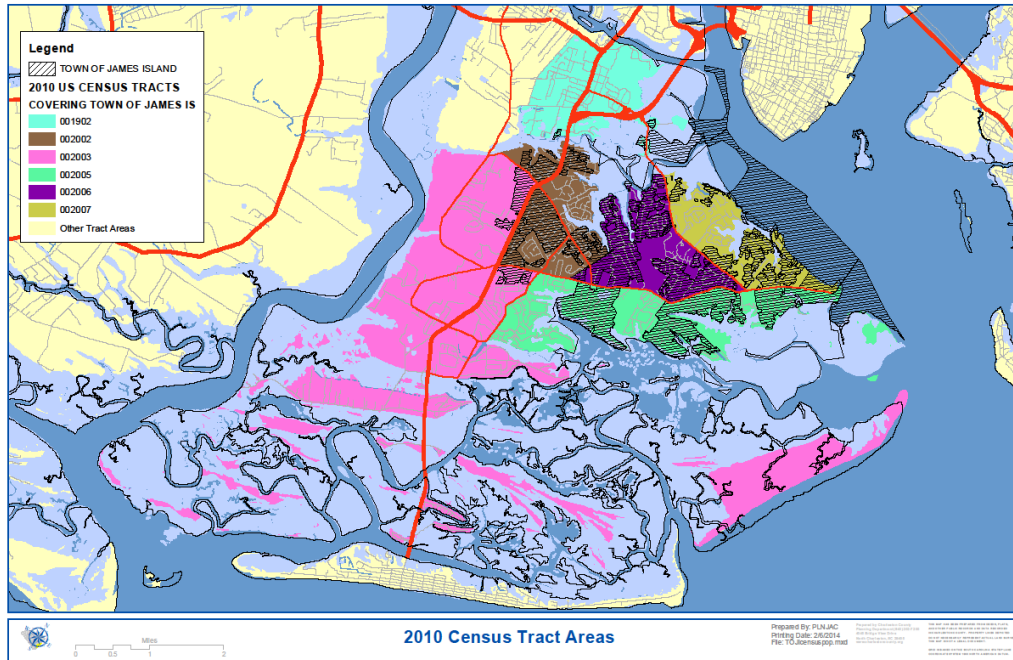 Legend
TOWN OF JAMES ISLAND
2010 US CENSUS TRACTS
COVERING TOWN OF JAMES IS
001902
002002
002003
002005
002006
002007
Other Tract Areas
Miles
0 0.5 1 2
2010 Census Tract Areas
Prepared By: PLNJAC
Printing Date: 2/6/2014
File: TOJcensusppp.mxd